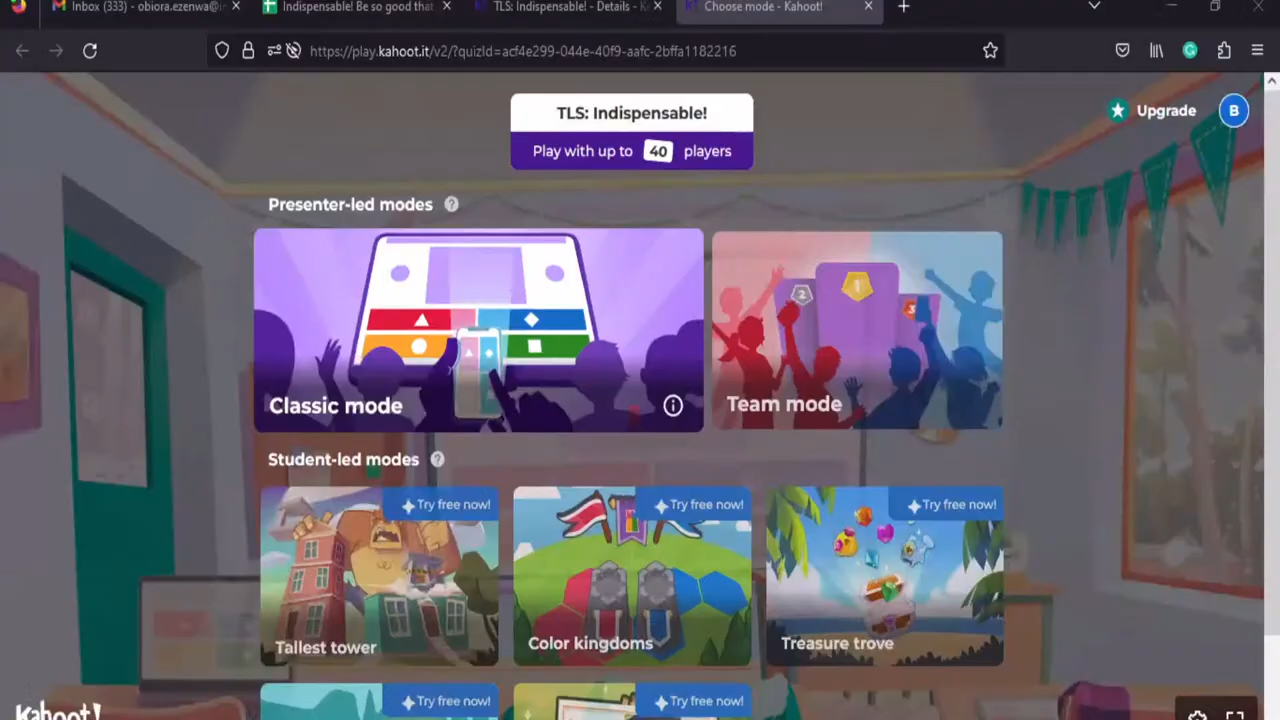 Inbox (333) - obiora.ezenwa@
Indispensable! Be so good that
TLS: Indispensable! - Details - K
Choose mode - Kahoot!
https://play.kahoot.it/v2/?quizId=acf4e299-044e-40f9-aafc-2bffa1182216
TLS: Indispensable!
Play with up to 40 players
Upgrade
B
Presenter-led modes ?
Classic mode
2
1
3
Team mode
Student-led modes ?
Try free now!
Try free now!
Try free now!
Tallest tower
Color kingdoms
Treasure trove
Try free now!
Try free now!
Kahoot!